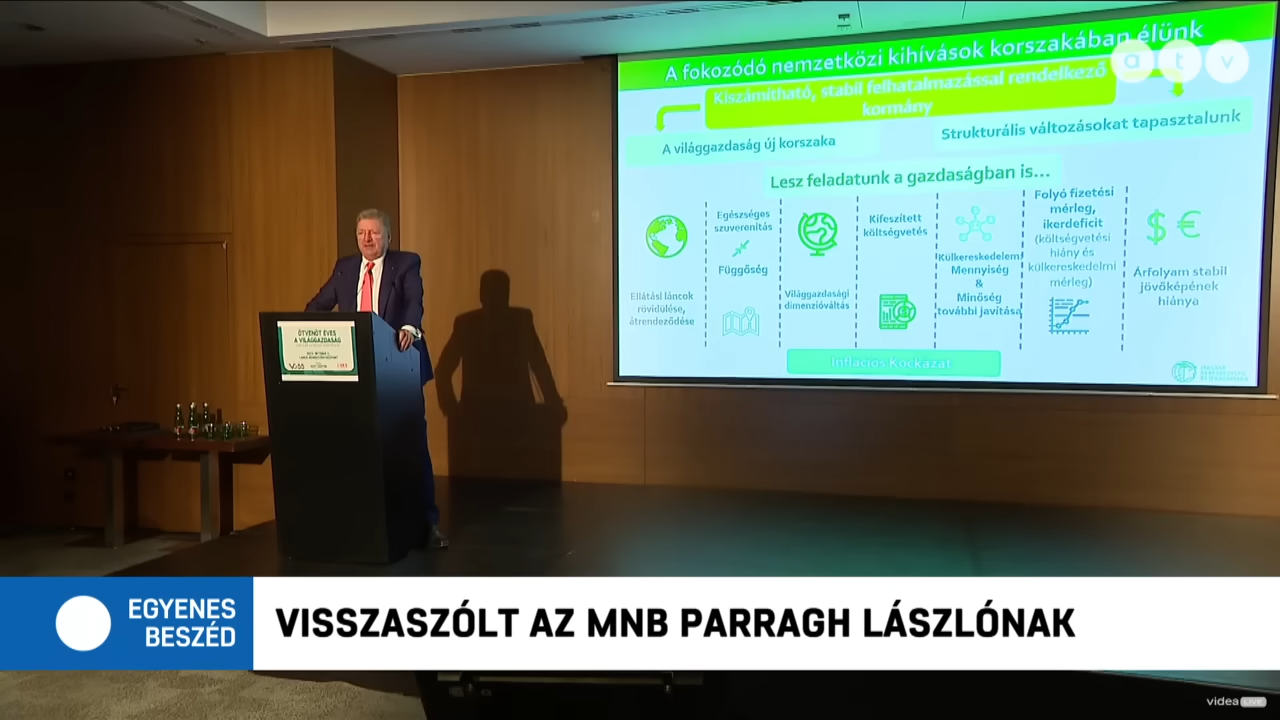 A fokozódó nemzetközi kihívások korszakában élünk
atv
Kiszámítható, stabil felhatalmazással rendelkező
kormány
A világgazdaság új korszaka
Strukturális változásokat tapasztalunk
Lesz feladatunk a gazdaságban is...
Ellátási láncok
rövidülése,
átrendeződése
Egészséges
szuverenitás
Függőség
Világgazdasági
dimenzióváltás
Kifeszített
költségvetés
Külkereskedelem
Mennyiség
&
Minőség
további javítása
Folyó fizetési
mérleg,
ikerdeficit
(költségvetési
hiány és
külkereskedelmi
mérleg)
$ €
Árfolyam stabil
jövőképének
hiánya
Inflációs Kockázat
ÖTVENÖT ÉVES
A VILÁGGAZDASÁG
EGYENES
BESZÉD
VISSZASZÓLT AZ MNB PARRAGH LÁSZLÓNAK
videa LIVE